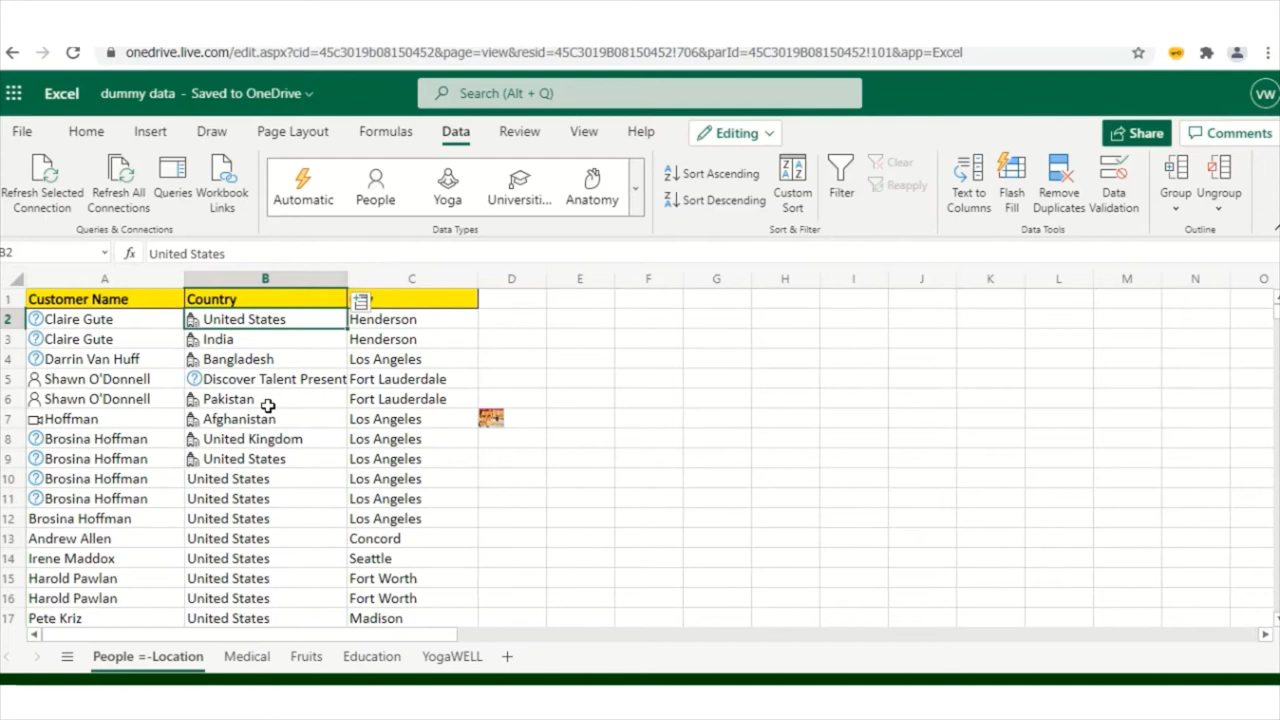 onedrive.live.com/edit.aspx?cid=45c3019b08150452&page=view&resid=45C3019B08150452!706&parId=45C3019B08150452!101&app=Excel
Excel dummy data - Saved to OneDrive Search (Alt + Q) VW
File Home Insert Draw Page Layout Formulas Data Review View Help Editing Share Comments
Refresh Selected Connection Refresh All Connections Queries Workbook Links Automatic People Yoga Universiti... Anatomy Sort Ascending Sort Descending Custom Sort Filter Clear Reapply Text to Columns Flash Fill Remove Duplicates Data Validation Group Ungroup
Queries & Connections Data Types Sort & Filter Data Tools Outline
B2 fx United States
A B C D E F G H I J K L M N O
1 Customer Name Country
2 Claire Gute United States Henderson
3 Claire Gute India Henderson
4 Darrin Van Huff Bangladesh Los Angeles
5 Shawn O'Donnell Discover Talent Present Fort Lauderdale
6 Shawn O'Donnell Pakistan Fort Lauderdale
7 Hoffman Afghanistan Los Angeles
8 Brosina Hoffman United Kingdom Los Angeles
9 Brosina Hoffman United States Los Angeles
10 Brosina Hoffman United States Los Angeles
11 Brosina Hoffman United States Los Angeles
12 Brosina Hoffman United States Los Angeles
13 Andrew Allen United States Concord
14 Irene Maddox United States Seattle
15 Harold Pawlan United States Fort Worth
16 Harold Pawlan United States Fort Worth
17 Pete Kriz United States Madison
People =-Location Medical Fruits Education YogaWELL +